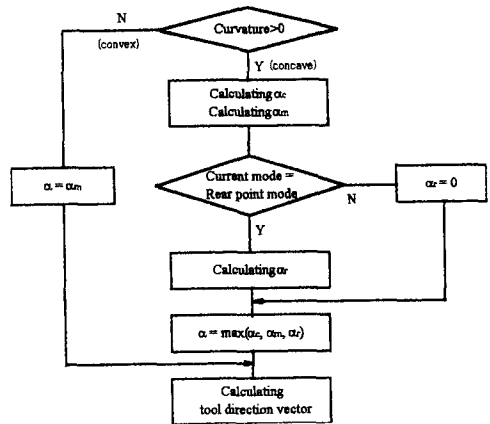 N
Curvature>0
(convex)
Y (concave)
Calculating αc
Calculating αm
Current mode =
Rear point mode
α = αm
N
αr = 0
Y
Calculating αr
α = max(αc, αm, αr)
Calculating
tool direction vector